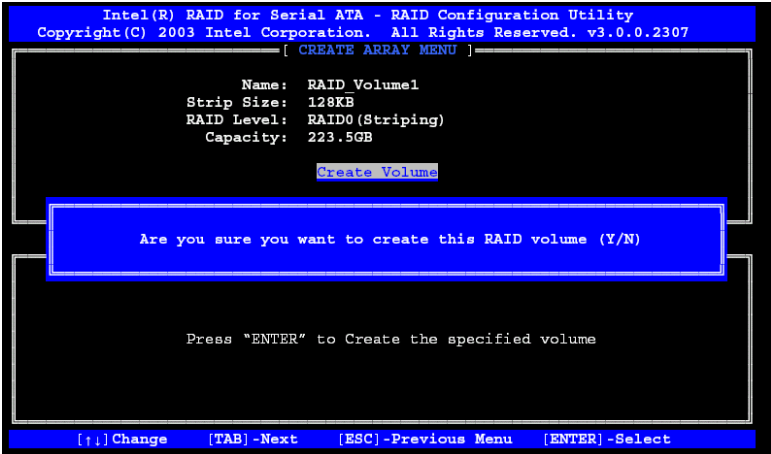 Intel(R) RAID for Serial ATA - RAID Configuration Utility
Copyright(C) 2003 Intel Corporation. All Rights Reserved. v3.0.0.2307
[ CREATE ARRAY MENU ]
Name: RAID_Volume1
Strip Size: 128KB
RAID Level: RAID0(Striping)
Capacity: 223.5GB
Create Volume
Are you sure you want to create this RAID volume (Y/N)
Press “ENTER” to Create the specified volume
[↑↓]Change [TAB]-Next [ESC]-Previous Menu [ENTER]-Select